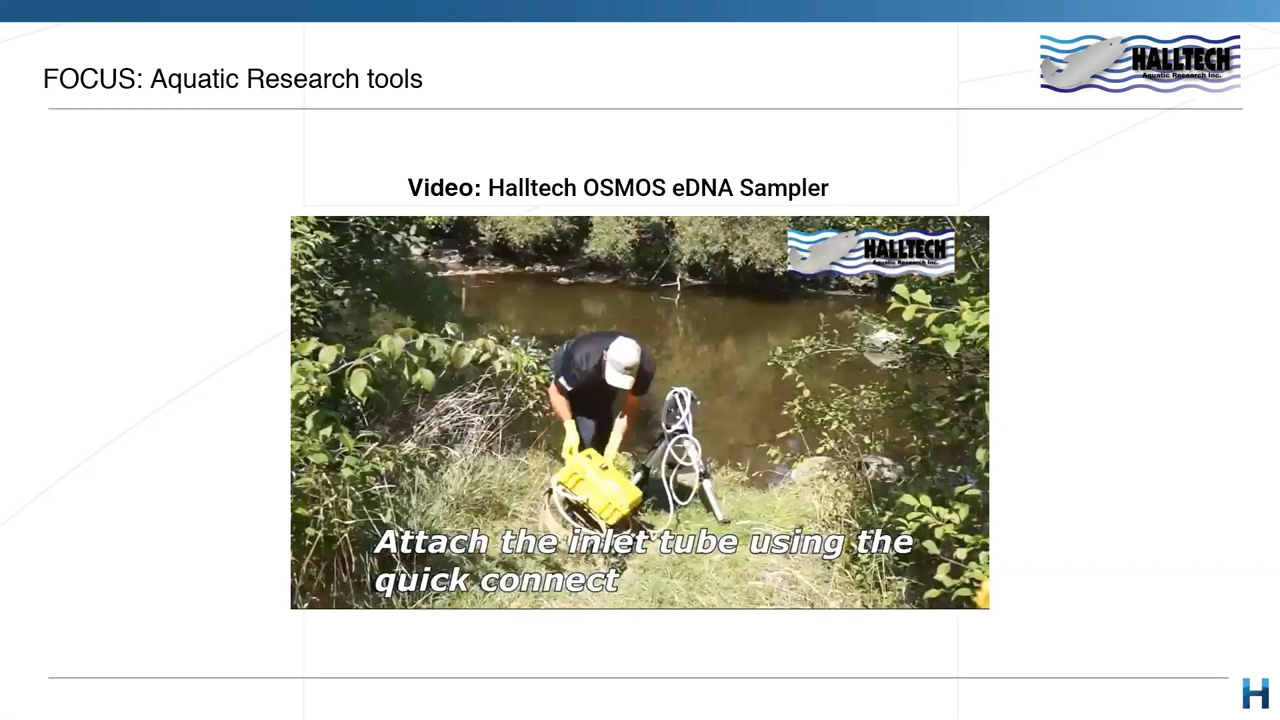 FOCUS: Aquatic Research tools
HALLTECH
Aquatic Research Inc.
Video: Halltech OSMOS eDNA Sampler
HALLTECH
Aquatic Research Inc.
Attach the inlet tube using the
quick connect
H